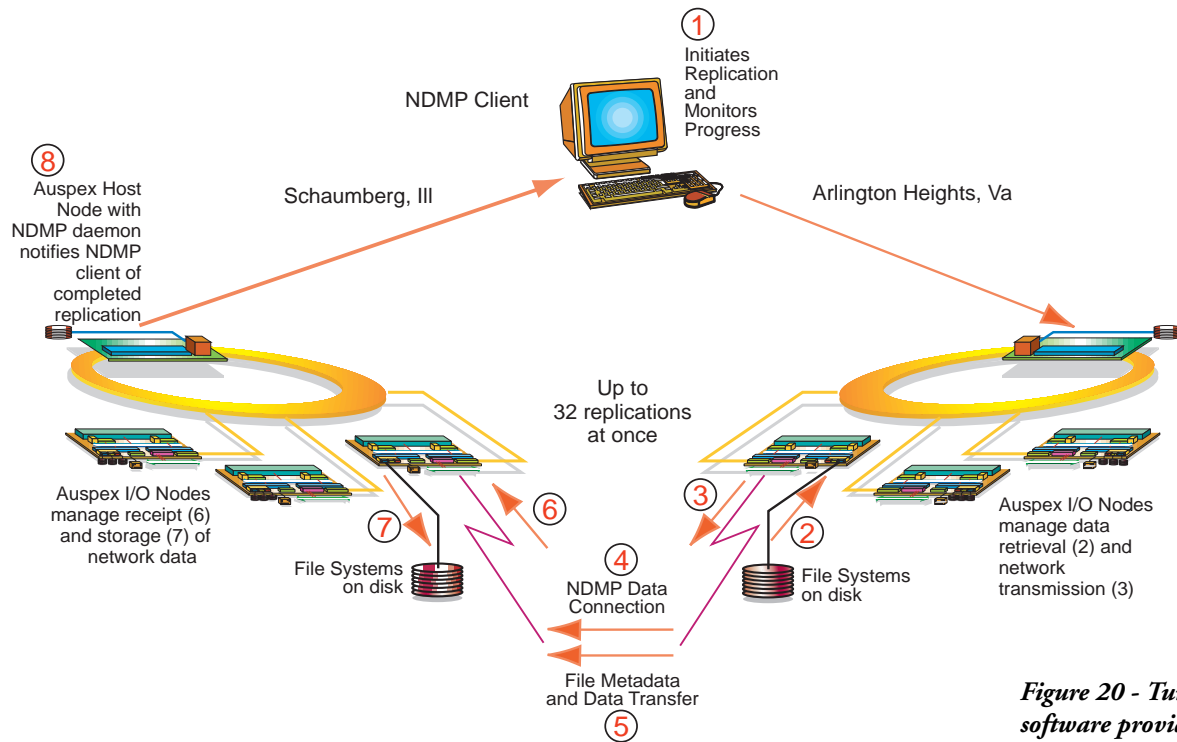 1
Initiates
Replication
and
Monitors
Progress
NDMP Client
8
Auspex Host
Node with
NDMP daemon
notifies NDMP
client of
completed
replication
Schaumberg, Ill
Arlington Heights, Va
Up to
32 replications
at once
Auspex I/O Nodes
manage receipt (6)
and storage (7) of
network data
7
6
3
2
File Systems
on disk
4
NDMP Data
Connection
File Systems
on disk
Auspex I/O Nodes
manage data
retrieval (2) and
network
transmission (3)
File Metadata
and Data Transfer
5
Figure 20 -
software